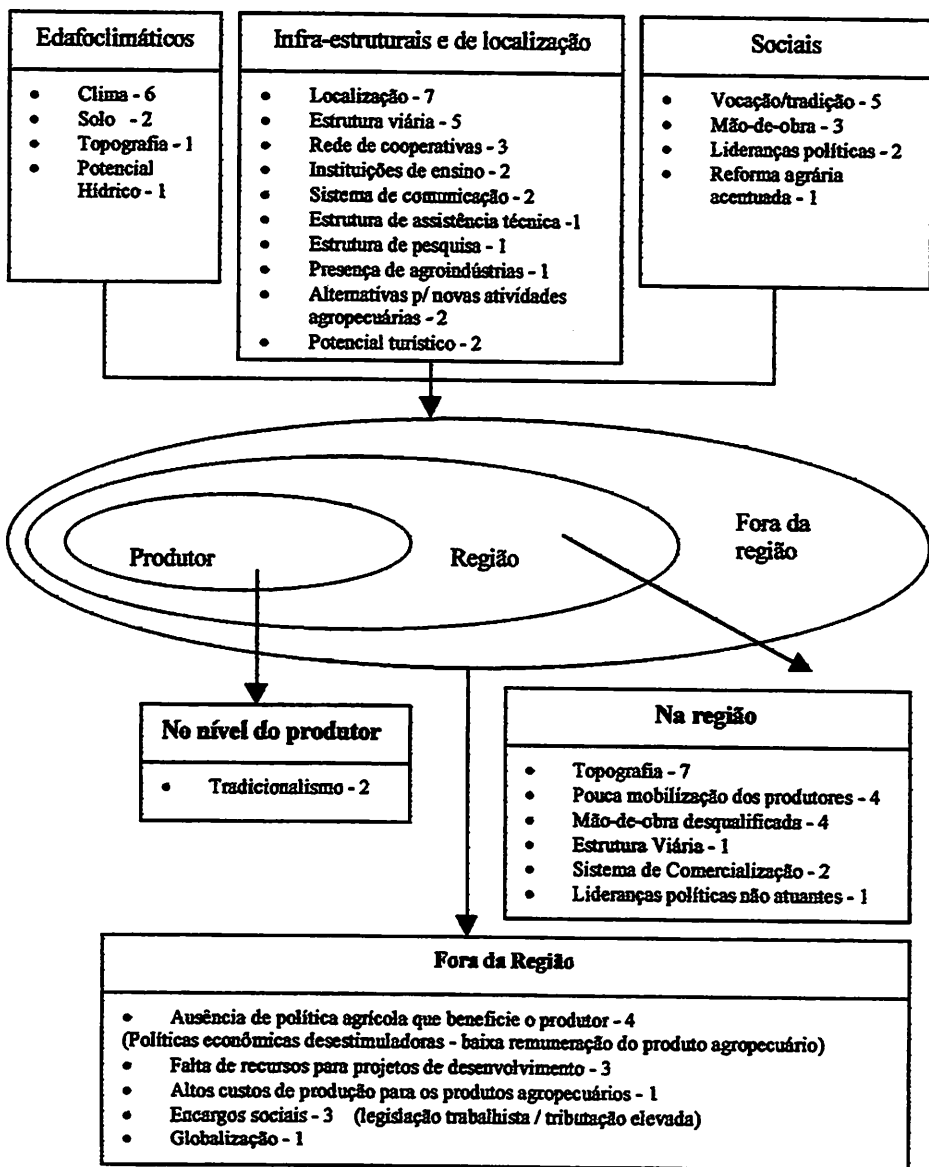 Edafoclimáticos
• Clima - 6
• Solo - 2
• Topografia - 1
• Potencial
Hídrico - 1
Infra-estruturais e de localização
• Localização - 7
• Estrutura viária - 5
• Rede de cooperativas - 3
• Instituições de ensino - 2
• Sistema de comunicação - 2
• Estrutura de assistência técnica -1
• Estrutura de pesquisa - 1
• Presença de agroindústrias - 1
• Alternativas p/ novas atividades
agropecuárias - 2
• Potencial turístico - 2
Sociais
• Vocação/tradição - 5
• Mão-de-obra - 3
• Lideranças políticas - 2
• Reforma agrária
acentuada - 1
Produtor
Região
Fora da
região
No nível do produtor
• Tradicionalismo - 2
Na região
• Topografia - 7
• Pouca mobilização dos produtores - 4
• Mão-de-obra desqualificada - 4
• Estrutura Viária - 1
• Sistema de Comercialização - 2
• Lideranças políticas não atuantes - 1
Fora da Região
• Ausência de política agrícola que beneficie o produtor - 4
(Políticas econômicas desestimuladoras - baixa remuneração do produto agropecuário)
• Falta de recursos para projetos de desenvolvimento - 3
• Altos custos de produção para os produtos agropecuários - 1
• Encargos sociais - 3 (legislação trabalhista / tributação elevada)
• Globalização - 1